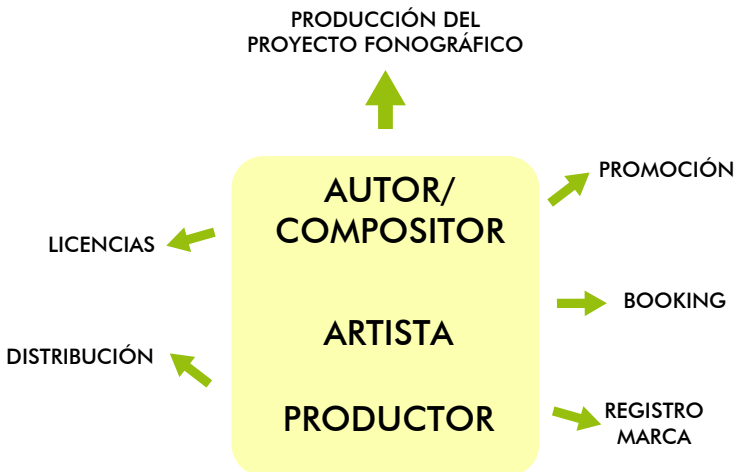 PRODUCCIÓN DEL
PROYECTO FONOGRÁFICO
AUTOR/
COMPOSITOR
ARTISTA
PRODUCTOR
LICENCIAS
DISTRIBUCIÓN
PROMOCIÓN
BOOKING
REGISTRO
MARCA